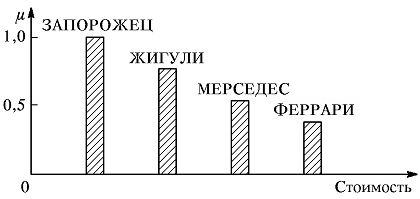 μ
1,0
ЗАПОРОЖЕЦ
ЖИГУЛИ
МЕРСЕДЕС
0,5
ФЕРРАРИ
0
Стоимость